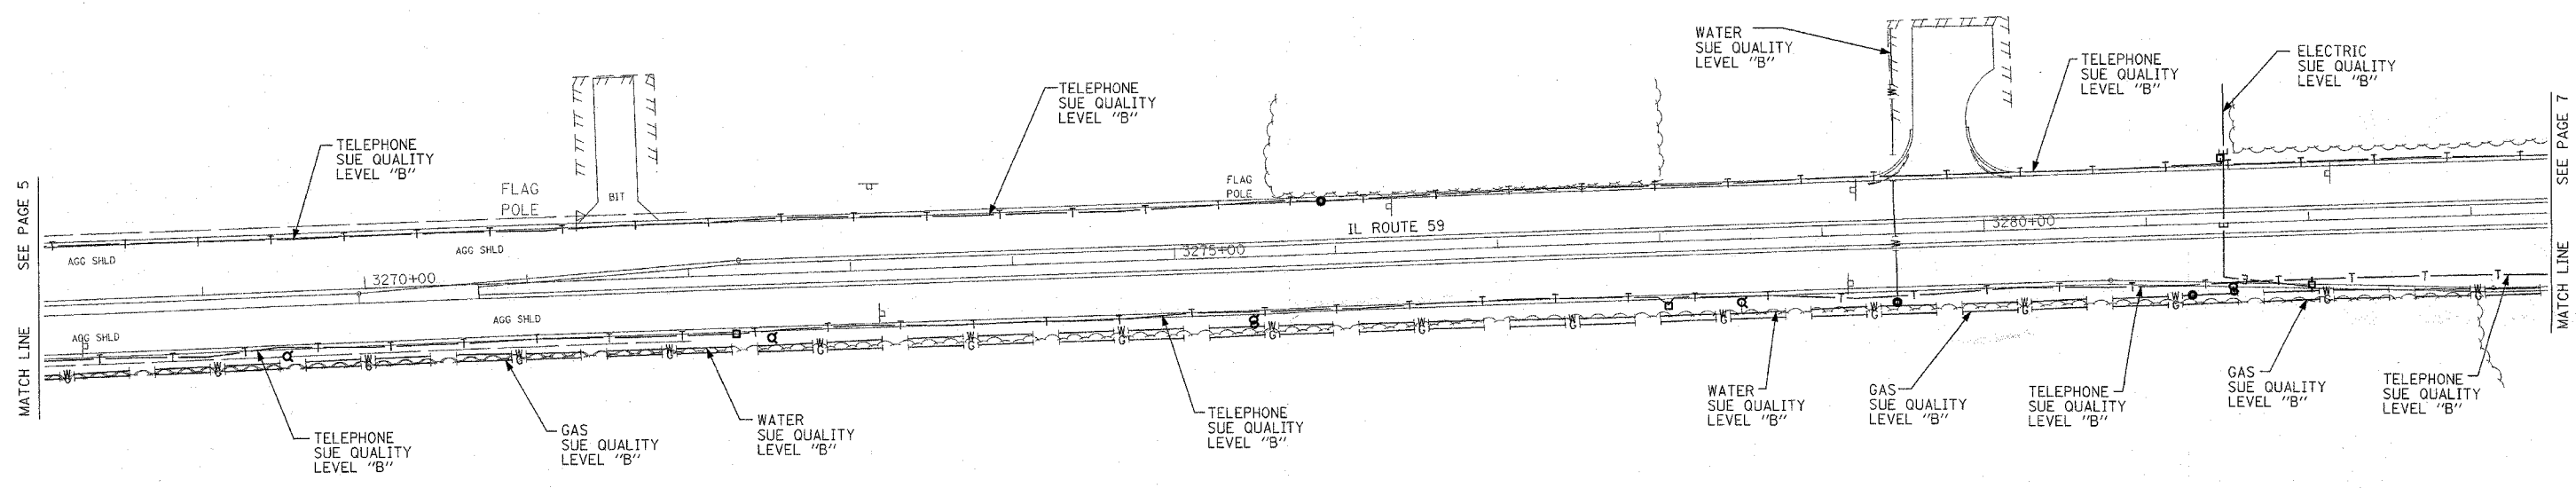 WATER
SUE QUALITY
LEVEL "B"
ELECTRIC
SUE QUALITY
LEVEL "B"
TELEPHONE
SUE QUALITY
LEVEL "B"
TELEPHONE
SUE QUALITY
LEVEL "B"
TELEPHONE
SUE QUALITY
LEVEL "B"
MATCH LINE SEE PAGE 5
MATCH LINE SEE PAGE 7
FLAG
POLE
BIT
FLAG
POLE
AGG SHLD
AGG SHLD
IL ROUTE 59
3270+00
3275+00
3280+00
AGG SHLD
AGG SHLD
TELEPHONE
SUE QUALITY
LEVEL "B"
GAS
SUE QUALITY
LEVEL "B"
WATER
SUE QUALITY
LEVEL "B"
TELEPHONE
SUE QUALITY
LEVEL "B"
WATER
SUE QUALITY
LEVEL "B"
GAS
SUE QUALITY
LEVEL "B"
TELEPHONE
SUE QUALITY
LEVEL "B"
GAS
SUE QUALITY
LEVEL "B"
TELEPHONE
SUE QUALITY
LEVEL "B"